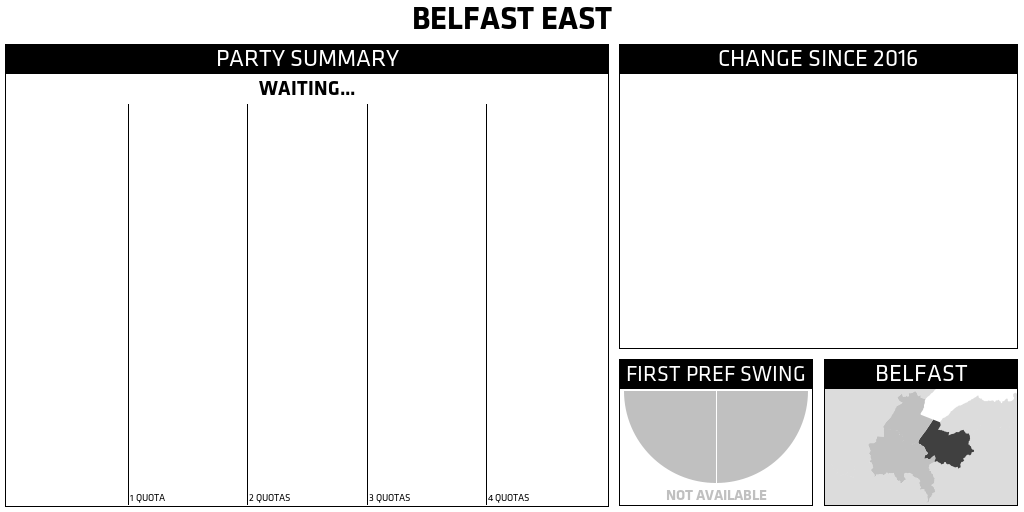 BELFAST EAST
PARTY SUMMARY
WAITING...
1 QUOTA
2 QUOTAS
3 QUOTAS
4 QUOTAS
CHANGE SINCE 2016
FIRST PREF SWING
NOT AVAILABLE
BELFAST